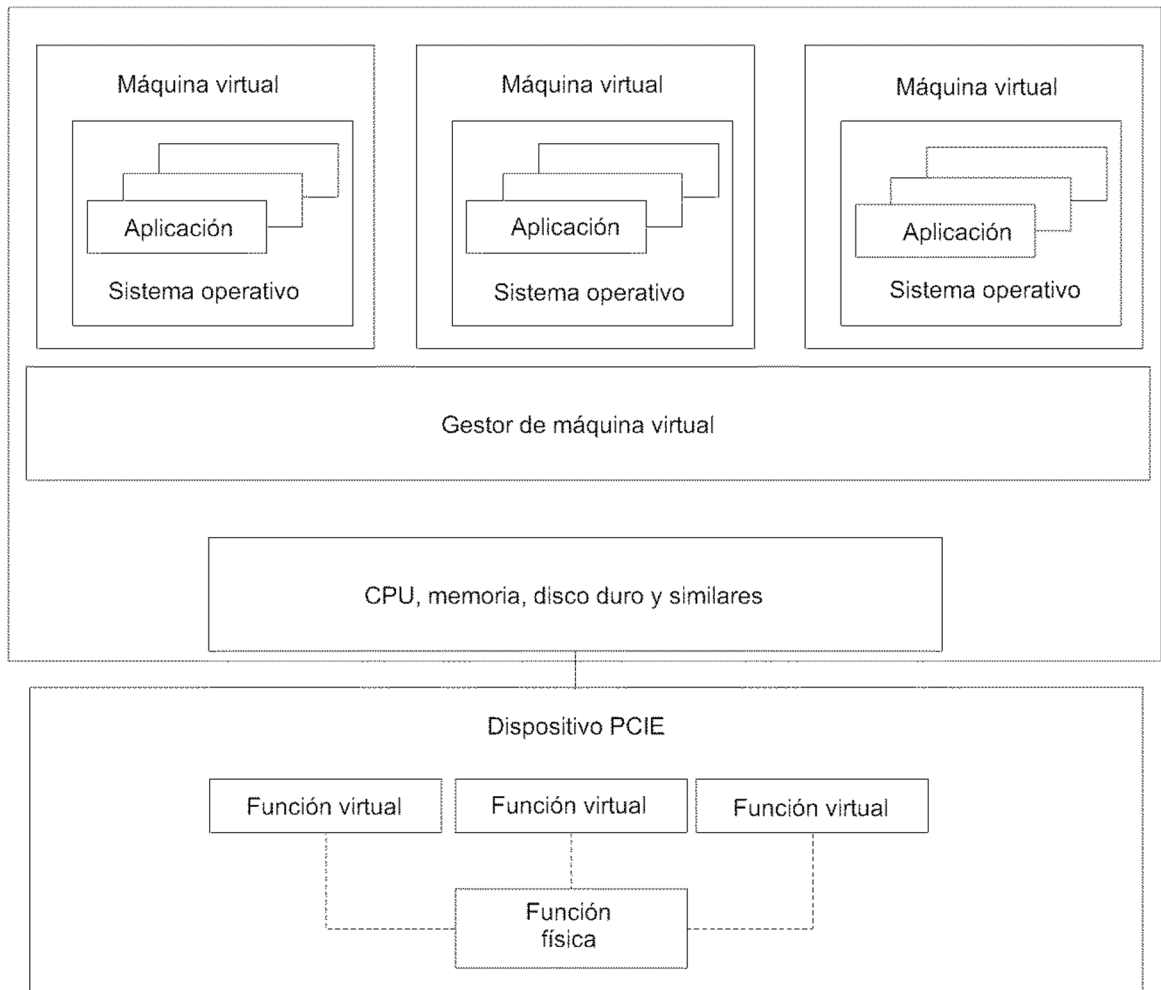 Máquina virtual
Máquina virtual
Máquina virtual
Aplicación
Aplicación
Aplicación
Sistema operativo
Sistema operativo
Sistema operativo
Gestor de máquina virtual
CPU, memoria, disco duro y similares
Dispositivo PCIE
Función virtual
Función virtual
Función virtual
Función
física